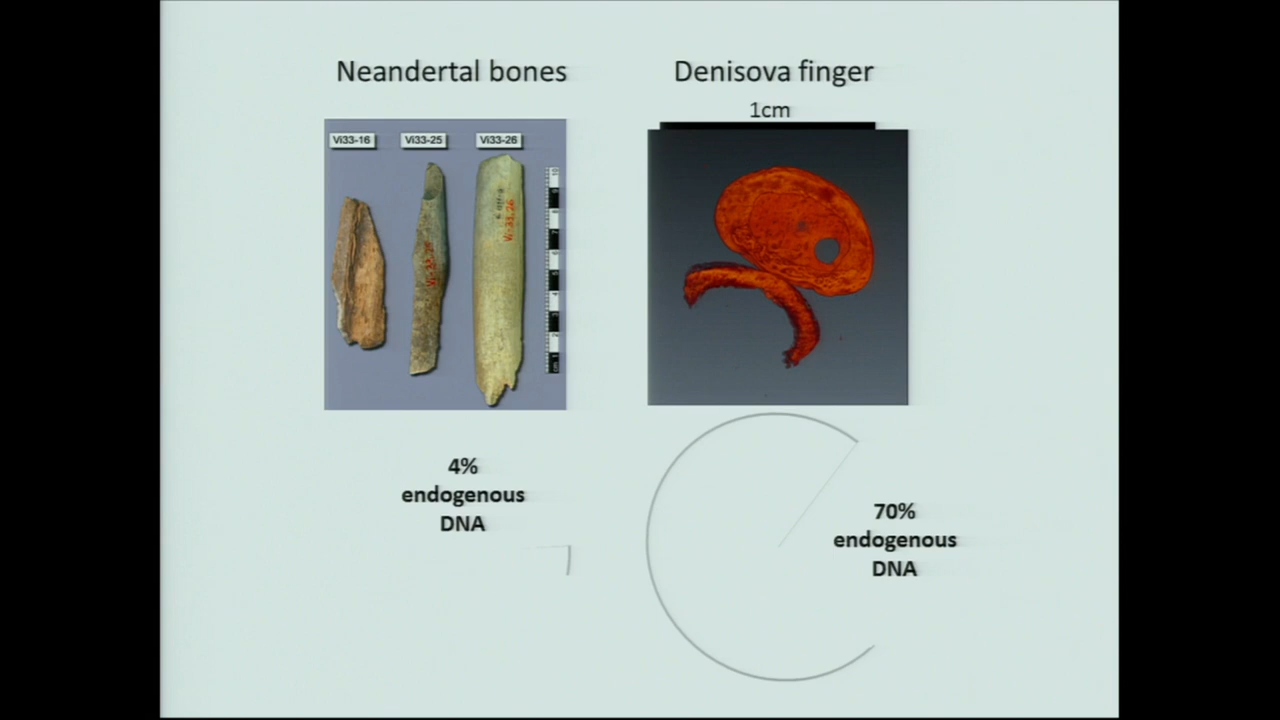 Neandertal bones
Denisova finger
1cm
Vi33-16
Vi33-25
Vi33-26
4%
endogenous
DNA
70%
endogenous
DNA